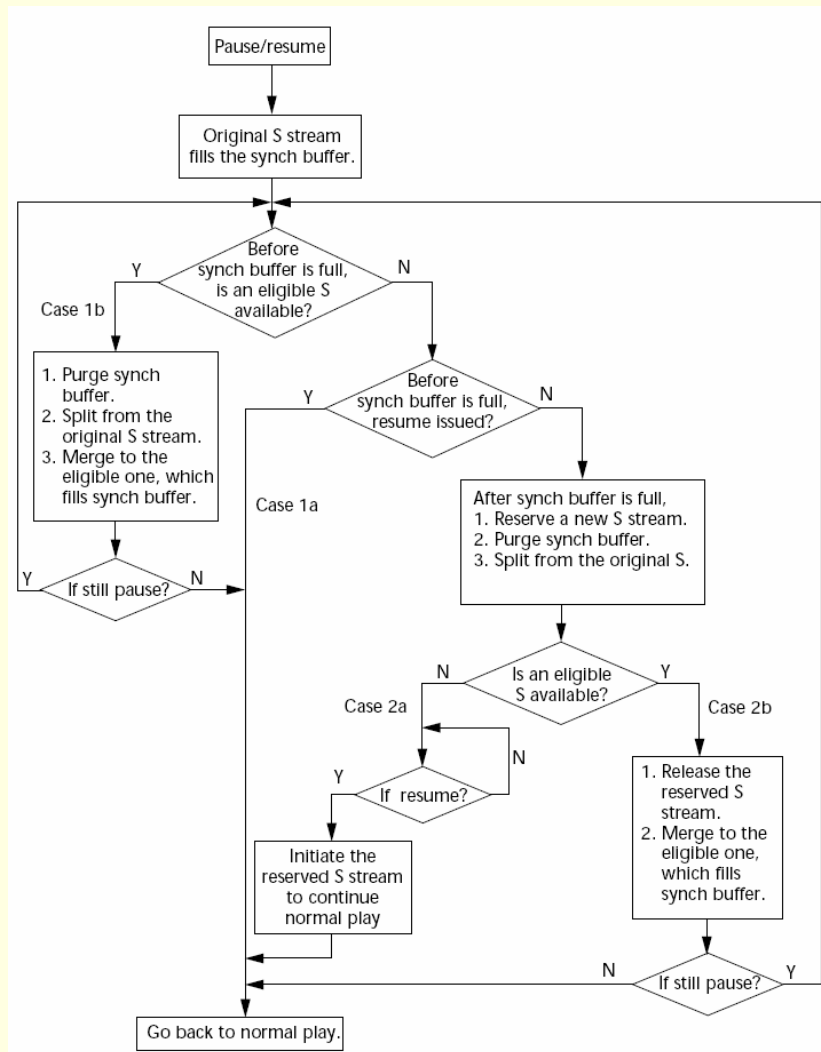 Pause/resume
Original S stream
fills the synch buffer.
Before
synch buffer is full,
is an eligible S
available?
Y
N
Case 1b
1. Purge synch
buffer.
2. Split from the
original S stream.
3. Merge to the
eligible one, which
fills synch buffer.
Before
synch buffer is full,
resume issued?
Y
N
Case 1a
After synch buffer is full,
1. Reserve a new S stream.
2. Purge synch buffer.
3. Split from the original S.
If still pause?
Y
N
Is an eligible
S available?
N
Y
Case 2a
Case 2b
If resume?
Y
N
1. Release the
reserved S
stream.
2. Merge to the
eligible one,
which fills
synch buffer.
Initiate the
reserved S stream
to continue
normal play
If still pause?
N
Y
Go back to normal play.